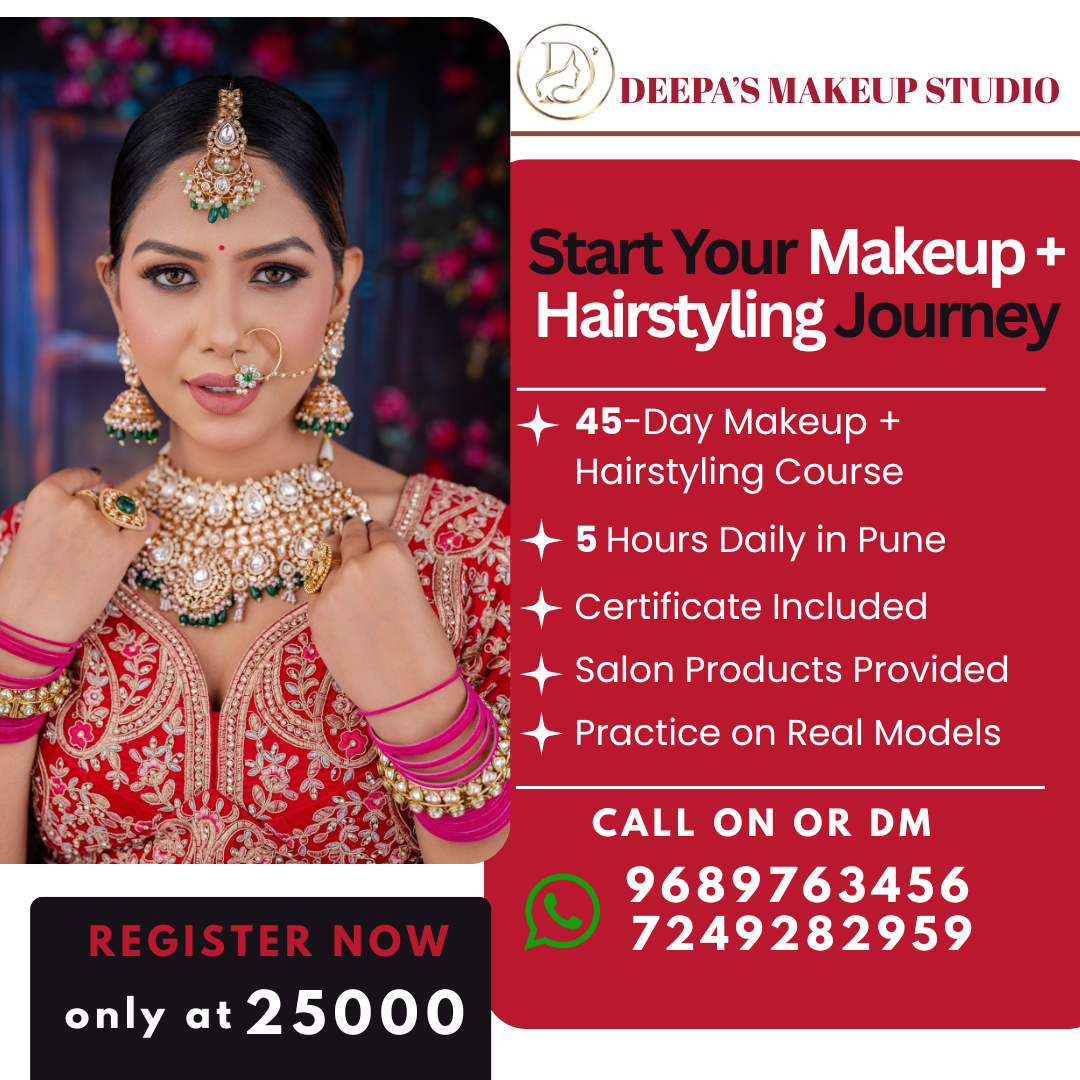 D's
DEEPA'S MAKEUP STUDIO
Start Your Makeup +
Hairstyling Journey
45-Day Makeup +
Hairstyling Course
5 Hours Daily in Pune
Certificate Included
Salon Products Provided
Practice on Real Models
CALL ON OR DM
9689763456
7249282959
REGISTER NOW
only at 25000